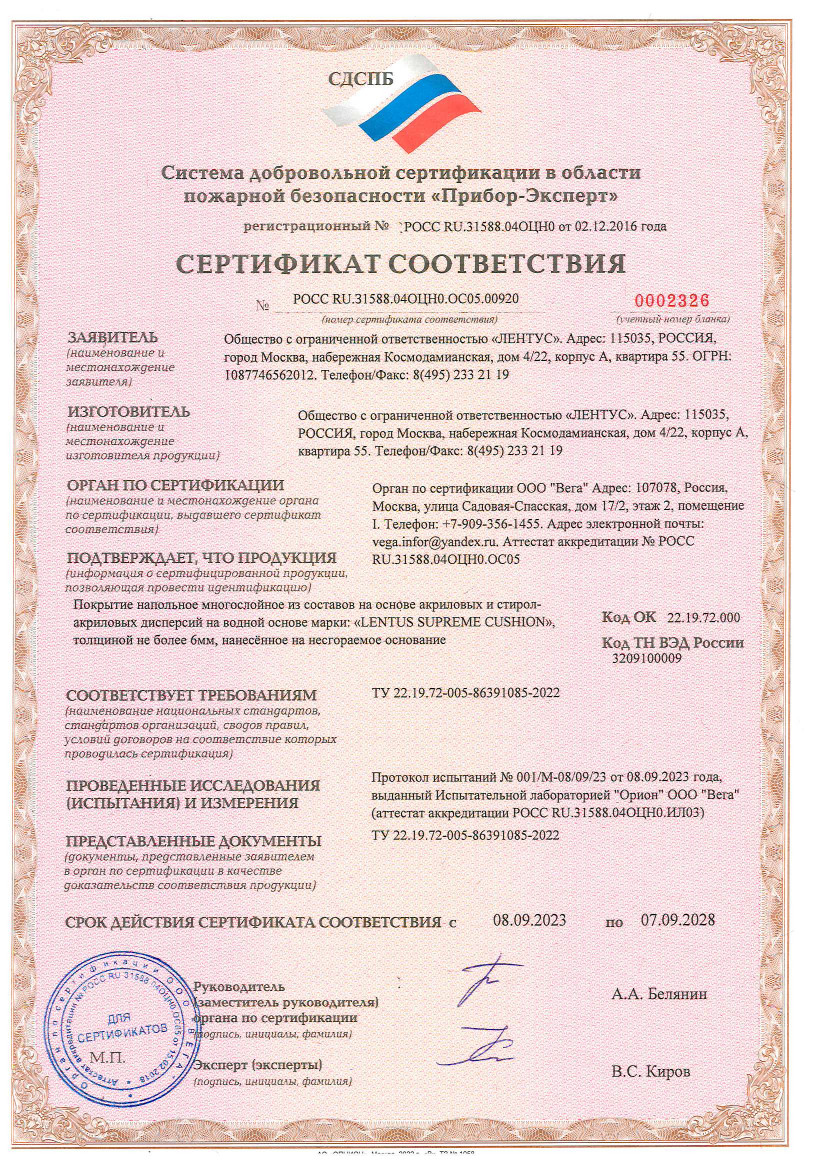 СДСПБ
Система добровольной сертификации в области
пожарной безопасности «Прибор-Эксперт»
регистрационный № РОСС RU.31588.04ОЦН0 от 02.12.2016 года
СЕРТИФИКАТ СООТВЕТСТВИЯ
№ РОСС RU.31588.04ОЦН0.ОС05.00920
0002326
(номер сертификата соответствия)
(учетный номер бланка)
ЗАЯВИТЕЛЬ
(наименование и
местонахождение
заявителя)
Общество с ограниченной ответственностью «ЛЕНТУС». Адрес: 115035, РОССИЯ,
город Москва, набережная Космодамианская, дом 4/22, корпус А, квартира 55. ОГРН:
1087746562012. Телефон/Факс: 8(495) 233 21 19
ИЗГОТОВИТЕЛЬ
(наименование и
местонахождение
изготовителя продукции)
Общество с ограниченной ответственностью «ЛЕНТУС». Адрес: 115035,
РОССИЯ, город Москва, набережная Космодамианская, дом 4/22, корпус А,
квартира 55. Телефон/Факс: 8(495) 233 21 19
ОРГАН ПО СЕРТИФИКАЦИИ
(наименование и местонахождение органа
по сертификации, выдавшего сертификат
соответствия)
Орган по сертификации ООО "Вега" Адрес: 107078, Россия,
Москва, улица Садовая-Спасская, дом 17/2, этаж 2, помещение
I. Телефон: +7-909-356-1455. Адрес электронной почты:
vega.infor@yandex.ru. Аттестат аккредитации № РОСС
RU.31588.04ОЦН0.ОС05
ПОДТВЕРЖДАЕТ, ЧТО ПРОДУКЦИЯ
(информация о сертифицированной продукции,
позволяющая провести идентификацию)
Покрытие напольное многослойное из составов на основе акриловых и стирол-
акриловых дисперсий на водной основе марки: «LENTUS SUPREME CUSHION»,
толщиной не более 6мм, нанесённое на несгораемое основание
Код ОК 22.19.72.000
Код ТН ВЭД России
3209100009
СООТВЕТСТВУЕТ ТРЕБОВАНИЯМ
(наименование национальных стандартов,
стандартов организаций, сводов правил,
условий договоров на соответствие которых
проводилась сертификация)
ТУ 22.19.72-005-86391085-2022
ПРОВЕДЕННЫЕ ИССЛЕДОВАНИЯ
(ИСПЫТАНИЯ) И ИЗМЕРЕНИЯ
Протокол испытаний № 001/М-08/09/23 от 08.09.2023 года,
выданный Испытательной лабораторией "Орион" ООО "Вега"
(аттестат аккредитации РОСС RU.31588.04ОЦН0.ИЛ03)
ПРЕДСТАВЛЕННЫЕ ДОКУМЕНТЫ
(документы, представленные заявителем
в орган по сертификации в качестве
доказательств соответствия продукции)
ТУ 22.19.72-005-86391085-2022
СРОК ДЕЙСТВИЯ СЕРТИФИКАТА СООТВЕТСТВИЯ с 08.09.2023 по 07.09.2028
Руководитель
(заместитель руководителя)
органа по сертификации
(подпись, инициалы, фамилия)
А.А. Белянин
Эксперт (эксперты)
(подпись, инициалы, фамилия)
В.С. Киров
Орган по сертификации ООО "ВЕГА"
Аттестат аккредитации № РОСС RU 31588.04ОЦН0.ОС05 от 15.02.2018
ДЛЯ
СЕРТИФИКАТОВ
М.П.